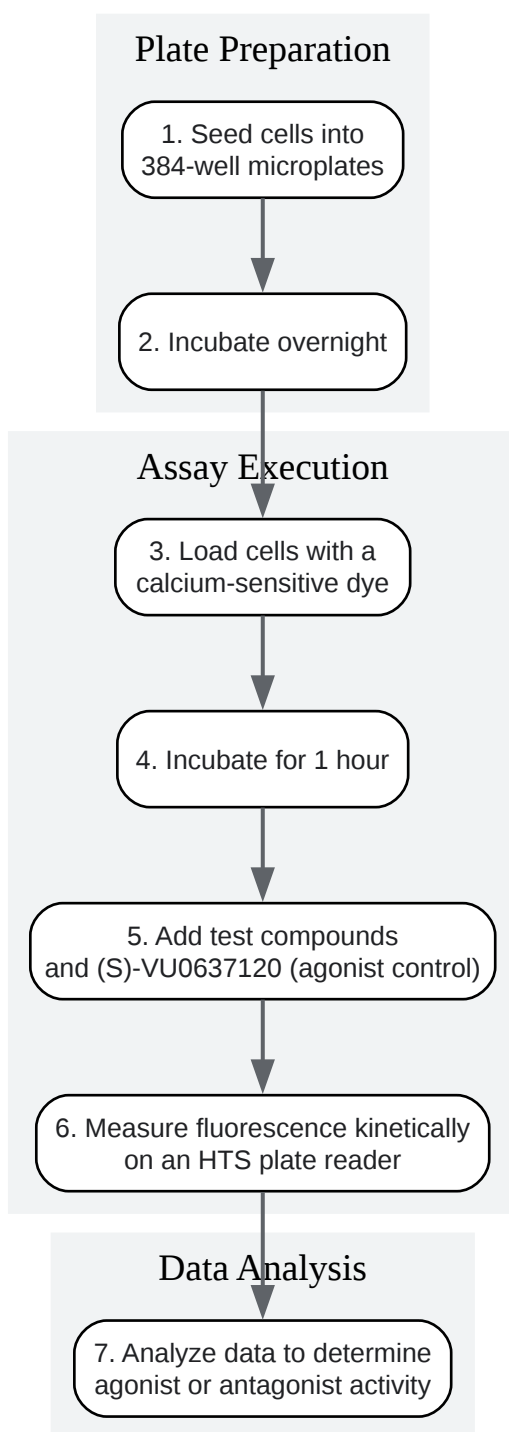 Plate Preparation
1. Seed cells into
384-well microplates
2. Incubate overnight
Assay Execution
3. Load cells with a
calcium-sensitive dye
4. Incubate for 1 hour
5. Add test compounds
and (S)-VU0637120 (agonist control)
6. Measure fluorescence kinetically
on an HTS plate reader
Data Analysis
7. Analyze data to determine
agonist or antagonist activity